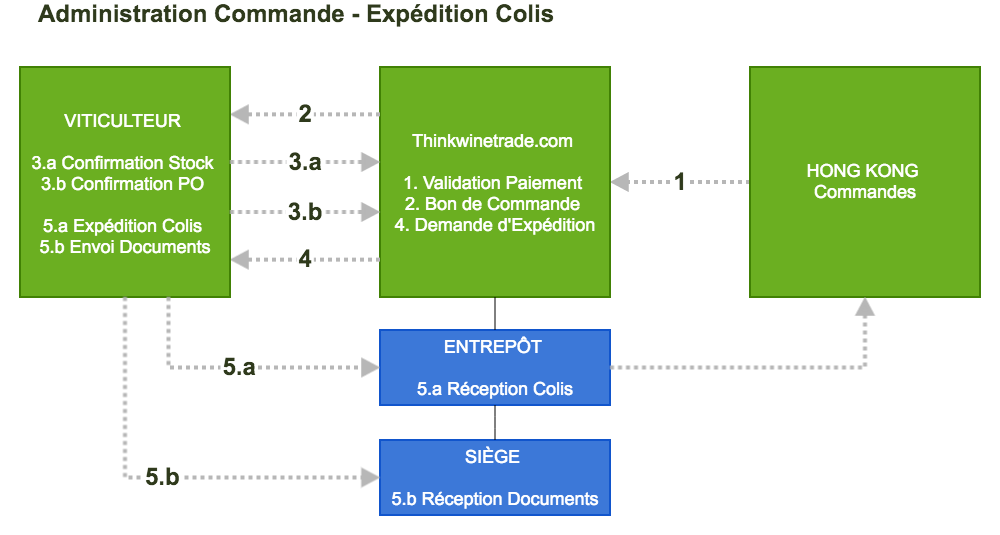 Administration Commande - Expédition Colis
VITICULTEUR
3.a Confirmation Stock
3.b Confirmation PO
5.a Expédition Colis
5.b Envoi Documents
2
3.a
3.b
4
Thinkwinetrade.com
1. Validation Paiement
2. Bon de Commande
4. Demande d'Expédition
1
HONG KONG
Commandes
5.a
ENTREPÔT
5.a Réception Colis
5.b
SIÈGE
5.b Réception Documents